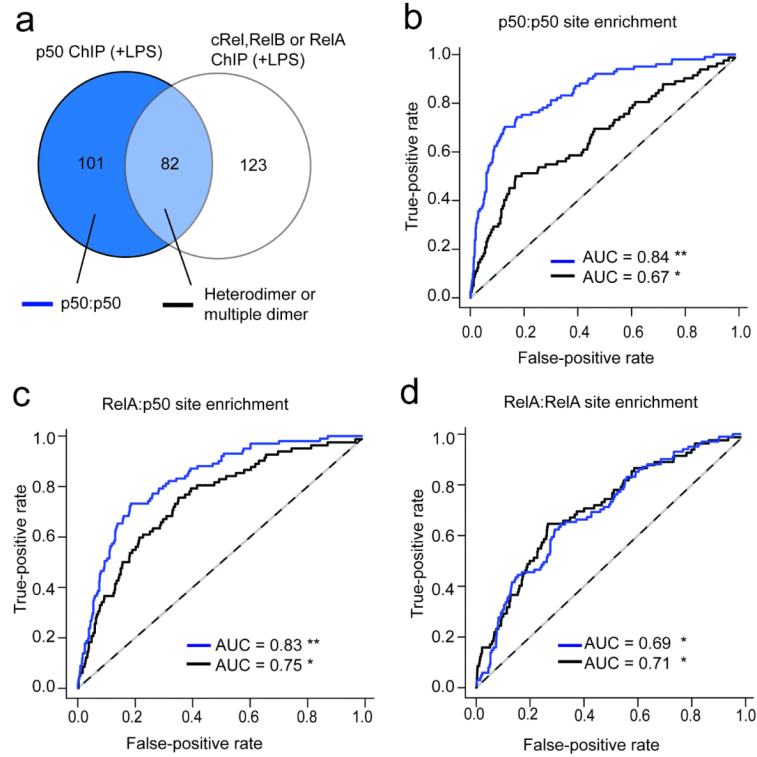 a
p50 ChIP (+LPS)
cRel,RelB or RelA
ChIP (+LPS)
101
82
123
p50:p50
Heterodimer or
multiple dimer
b
p50:p50 site enrichment
True-positive rate
1.0
0.8
0.6
0.4
0.2
0.0
AUC = 0.84 **
AUC = 0.67 *
0.0 0.2 0.4 0.6 0.8 1.0
False-positive rate
c
RelA:p50 site enrichment
True-positive rate
1.0
0.8
0.6
0.4
0.2
0.0
AUC = 0.83 **
AUC = 0.75 *
0.0 0.2 0.4 0.6 0.8 1.0
False-positive rate
d
RelA:RelA site enrichment
True-positive rate
1.0
0.8
0.6
0.4
0.2
0.0
AUC = 0.69 *
AUC = 0.71 *
0.0 0.2 0.4 0.6 0.8 1.0
False-positive rate